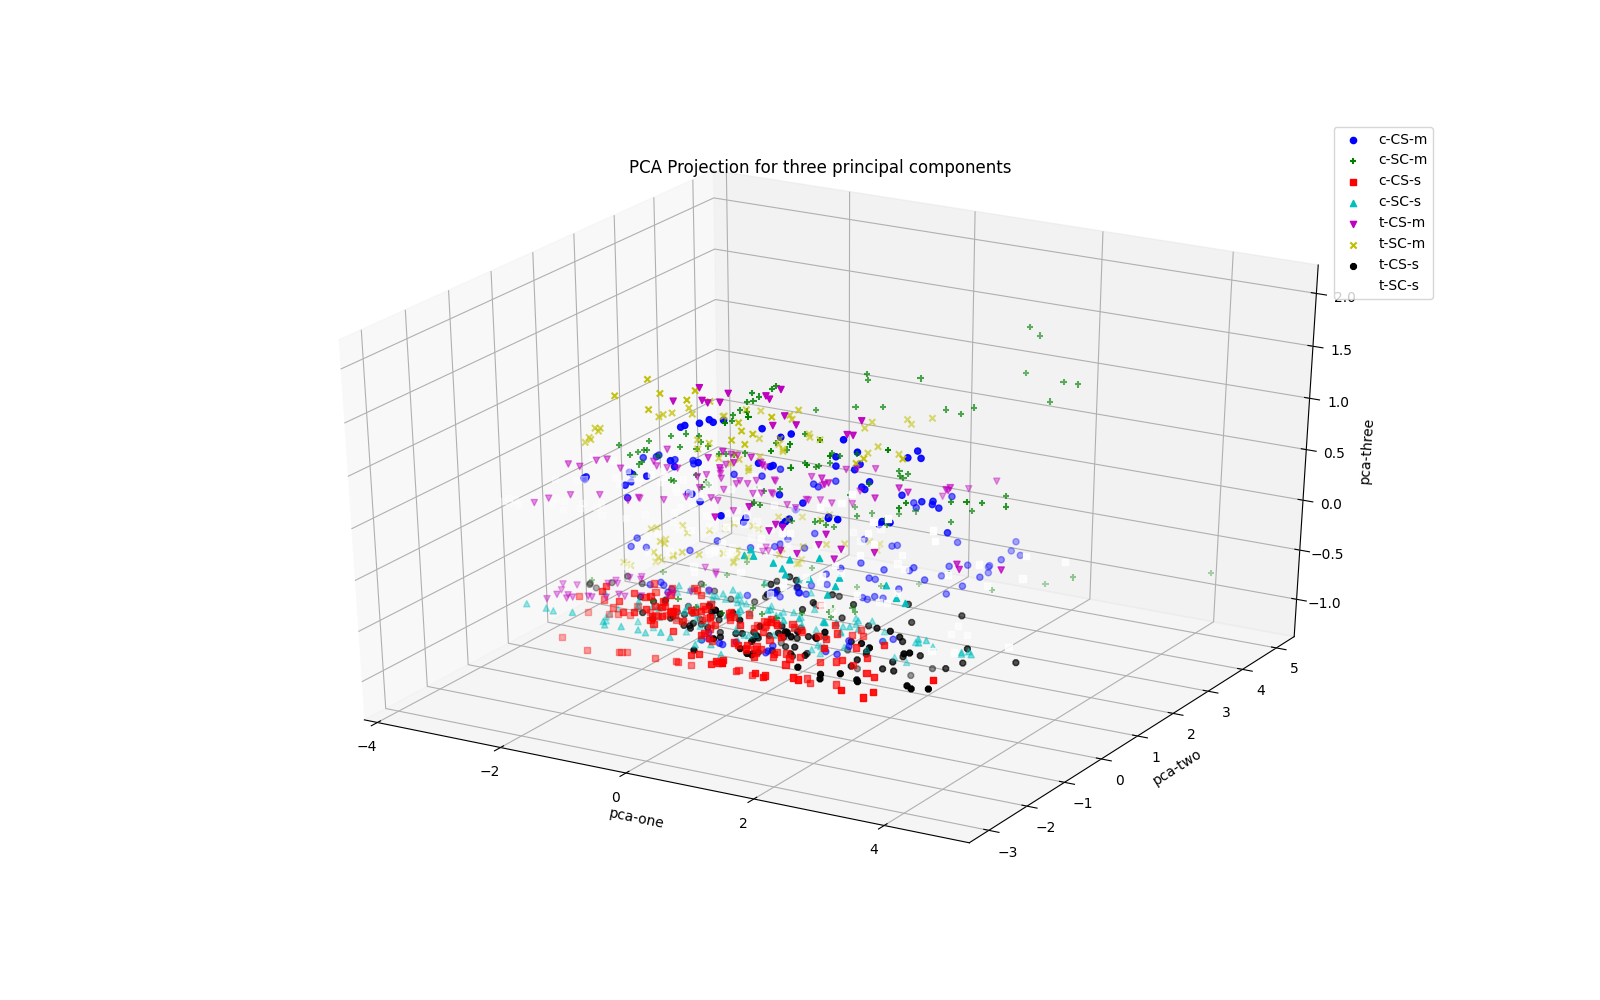 PCA Projection for three principal components
c-CS-m
c-SC-m
c-CS-s
c-SC-s
t-CS-m
t-SC-m
t-CS-s
t-SC-s
2.0
1.5
1.0
0.5
0.0
−0.5
−1.0
pca-three
5
4
3
2
1
0
−1
−2
−3
pca-two
−4
−2
0
2
4
pca-one